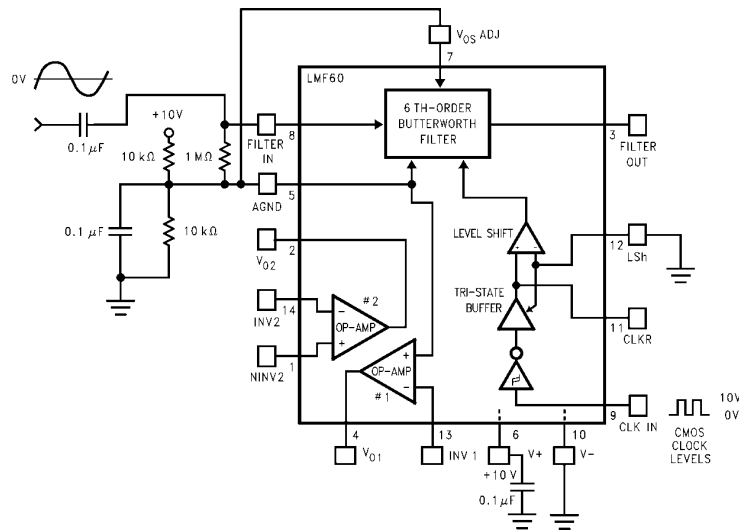 V_OS ADJ
7
LMF60
0V
+10V
0.1 μF
10 kΩ
1 MΩ
FILTER
IN
8
6 TH-ORDER
BUTTERWORTH
FILTER
3
FILTER
OUT
5
AGND
0.1 μF
10 kΩ
2
V_O2
LEVEL SHIFT
+ -
12
LSh
#2
14
INV2
-
OP-AMP
+
NINV2
1
TRI-STATE
BUFFER
11
CLKR
+
OP-AMP
-
#1
9
CLK IN
10V
0V
CMOS
CLOCK
LEVELS
4
V_O1
13
INV 1
6
V+
10
V-
+10 V
0.1 μF